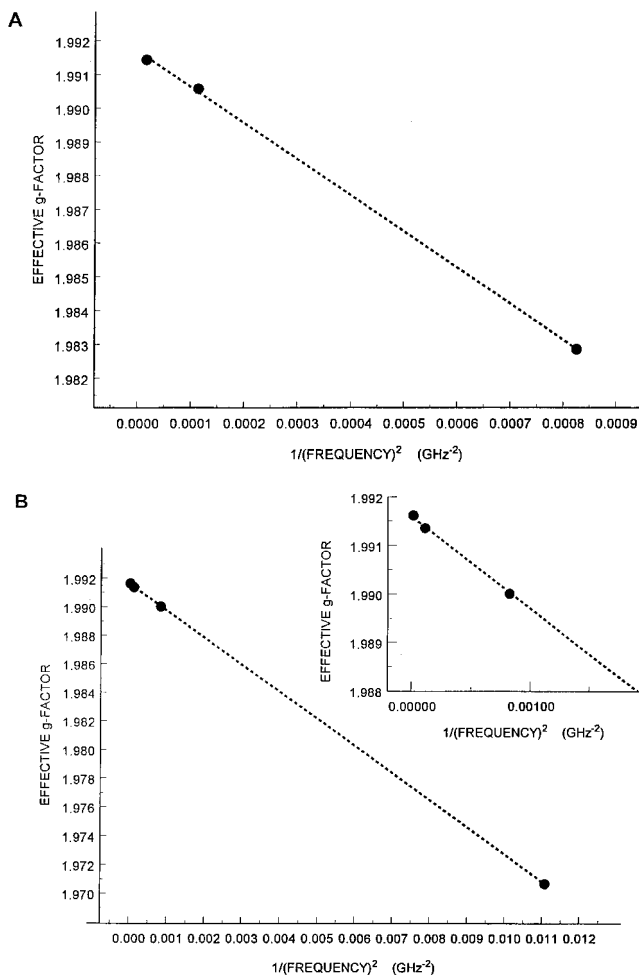 A
1.992
1.991
1.990
1.989
1.988
1.987
1.986
1.985
1.984
1.983
1.982
EFFECTIVE g-FACTOR
0.0000 0.0001 0.0002 0.0003 0.0004 0.0005 0.0006 0.0007 0.0008 0.0009
1/(FREQUENCY)² (GHz⁻²)
B
1.992
1.990
1.988
1.986
1.984
1.982
1.980
1.978
1.976
1.974
1.972
1.970
EFFECTIVE g-FACTOR
0.000 0.001 0.002 0.003 0.004 0.005 0.006 0.007 0.008 0.009 0.010 0.011 0.012
1/(FREQUENCY)² (GHz⁻²)
1.992
1.991
1.990
1.989
1.988
EFFECTIVE g-FACTOR
0.00000 0.00100
1/(FREQUENCY)² (GHz⁻²)